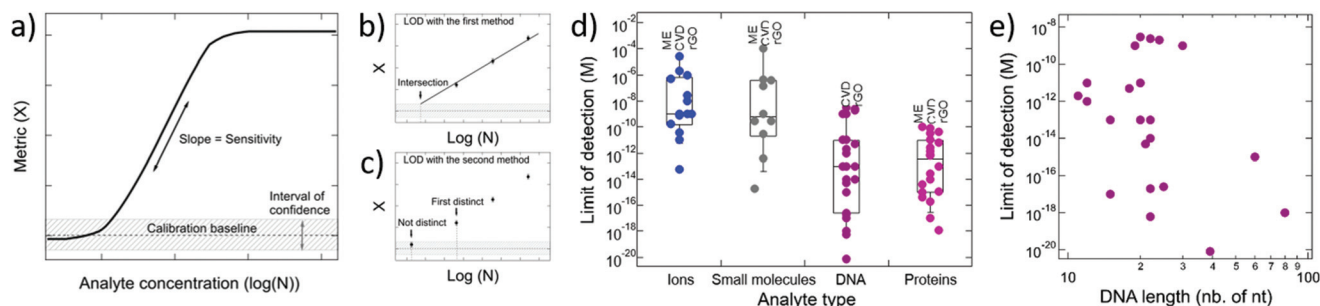 a)
Metric (X)
Slope = Sensitivity
Interval of
confidence
Calibration baseline
Analyte concentration (log(N))
b)
LOD with the first method
X
Intersection
Log (N)
c)
LOD with the second method
X
First distinct
Not distinct
Log (N)
d)
Limit of detection (M)
10⁰
10⁻²
10⁻⁴
10⁻⁶
10⁻⁸
10⁻¹⁰
10⁻¹²
10⁻¹⁴
10⁻¹⁶
10⁻¹⁸
10⁻²⁰
ME
CVD
rGO
ME
CVD
rGO
CVD
rGO
ME
CVD
rGO
Ions Small molecules DNA Proteins
Analyte type
e)
Limit of detection (M)
10⁻⁸
10⁻¹⁰
10⁻¹²
10⁻¹⁴
10⁻¹⁶
10⁻¹⁸
10⁻²⁰
10 2 3 4 5 6 7 8 9 100
DNA length (nb. of nt)